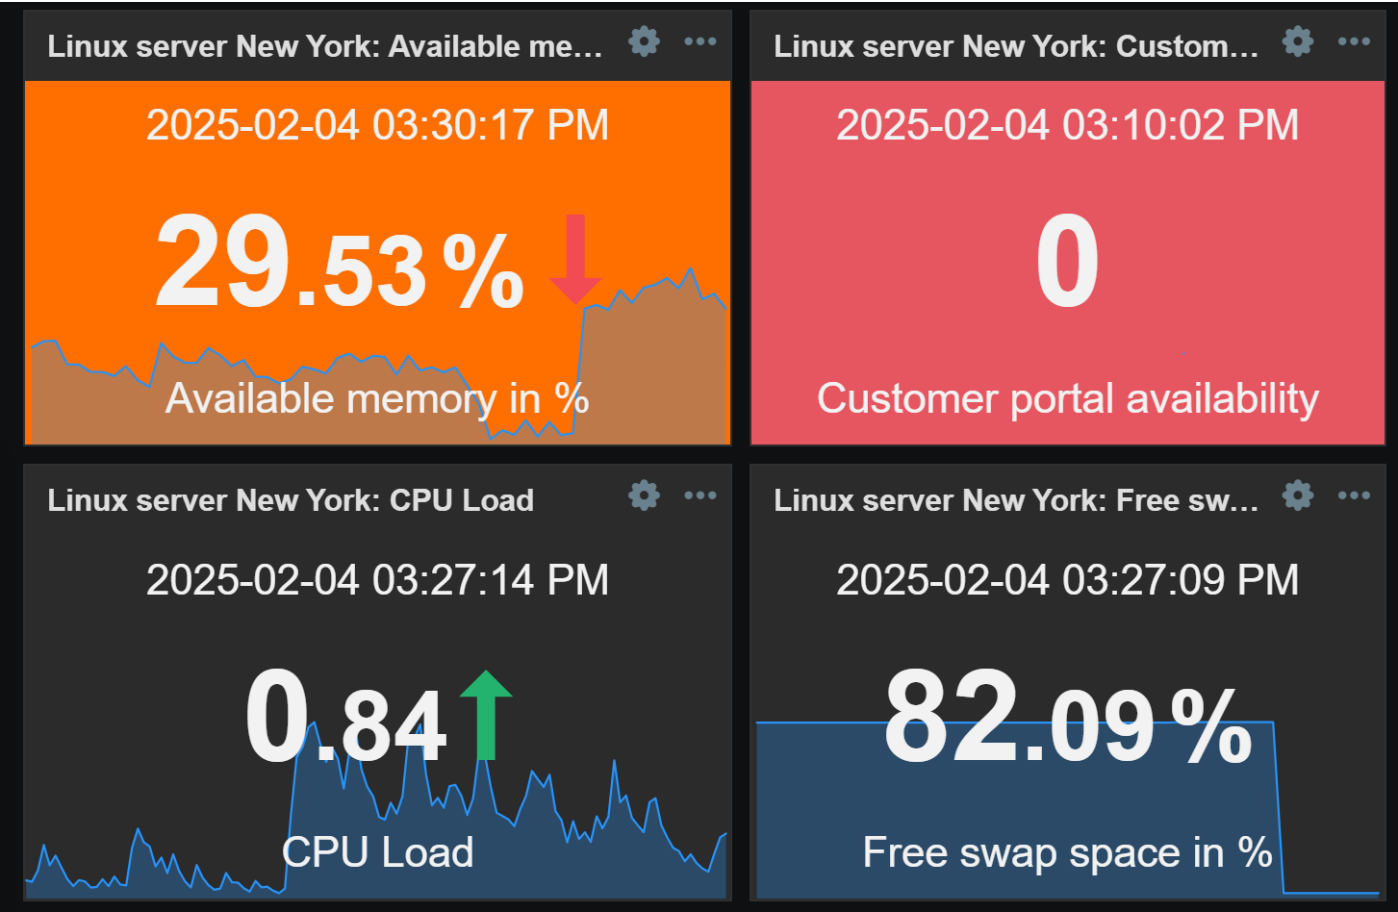 Linux server New York: Available me...
2025-02-04 03:30:17 PM
29.53%
Available memory in %
Linux server New York: Custom...
2025-02-04 03:10:02 PM
0
Customer portal availability
Linux server New York: CPU Load
2025-02-04 03:27:14 PM
0.84
CPU Load
Linux server New York: Free sw...
2025-02-04 03:27:09 PM
82.09%
Free swap space in %